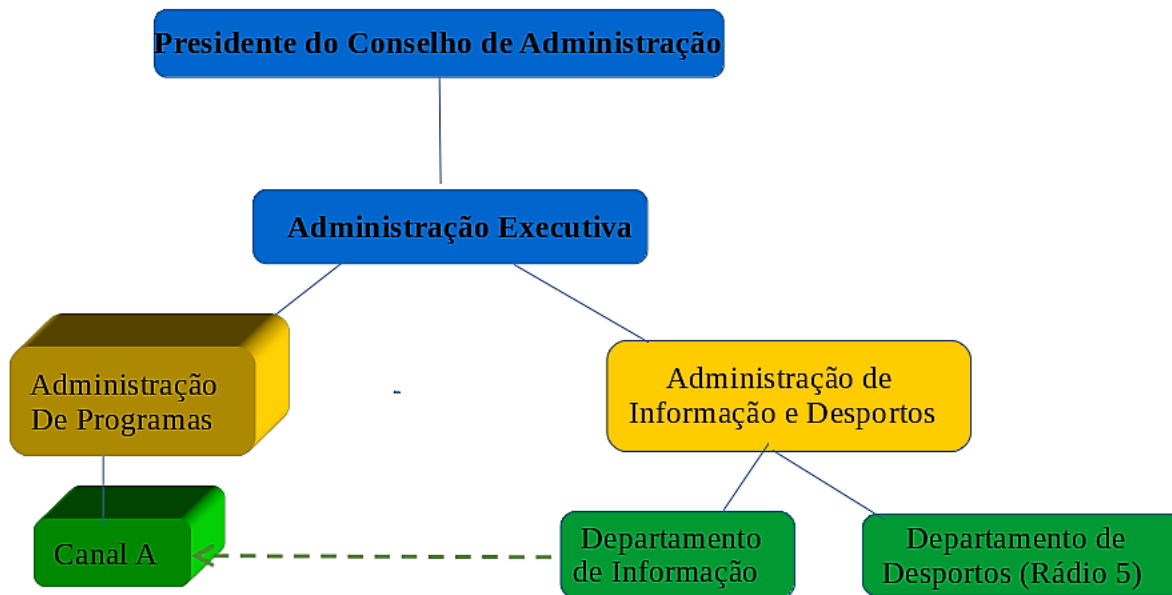 Presidente do Conselho de Administração
Administração Executiva
Administração
De Programas
Administração de
Informação e Desportos
-
Canal A
Departamento
de Informação
Departamento de
Desportos (Rádio 5)